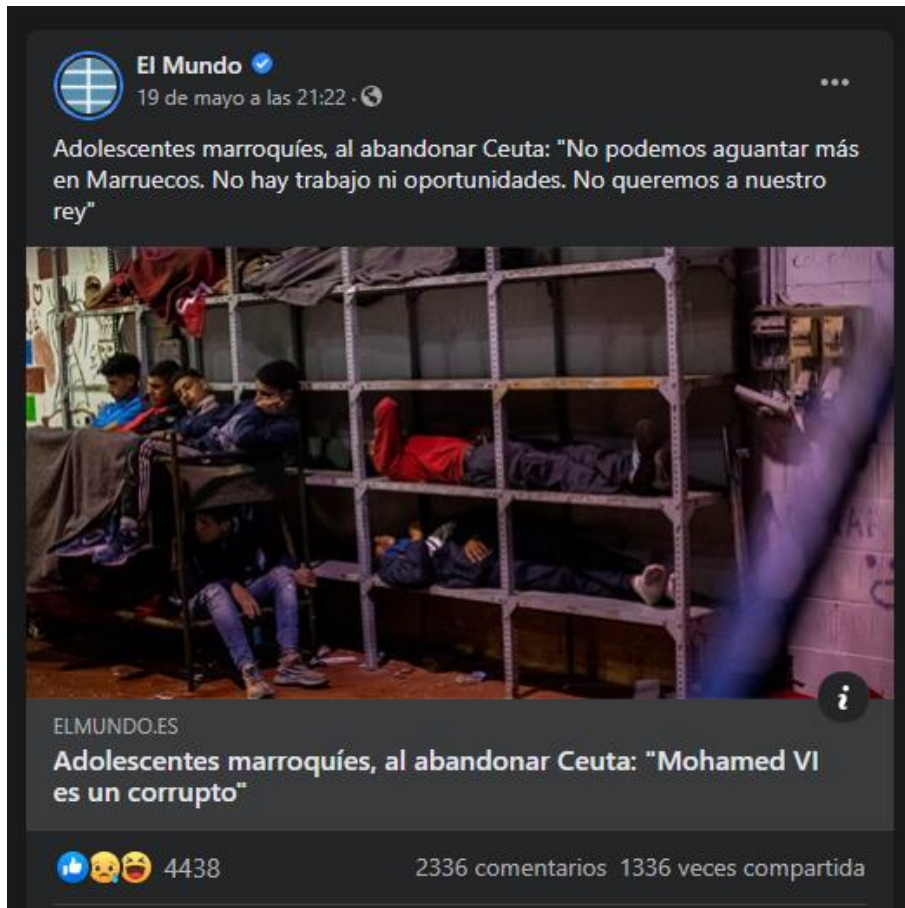 El Mundo
19 de mayo a las 21:22 ·
Adolescentes marroquíes, al abandonar Ceuta: "No podemos aguantar más
en Marruecos. No hay trabajo ni oportunidades. No queremos a nuestro
rey"
ELMUNDO.ES
Adolescentes marroquíes, al abandonar Ceuta: "Mohamed VI
es un corrupto"
4438
2336 comentarios 1336 veces compartida